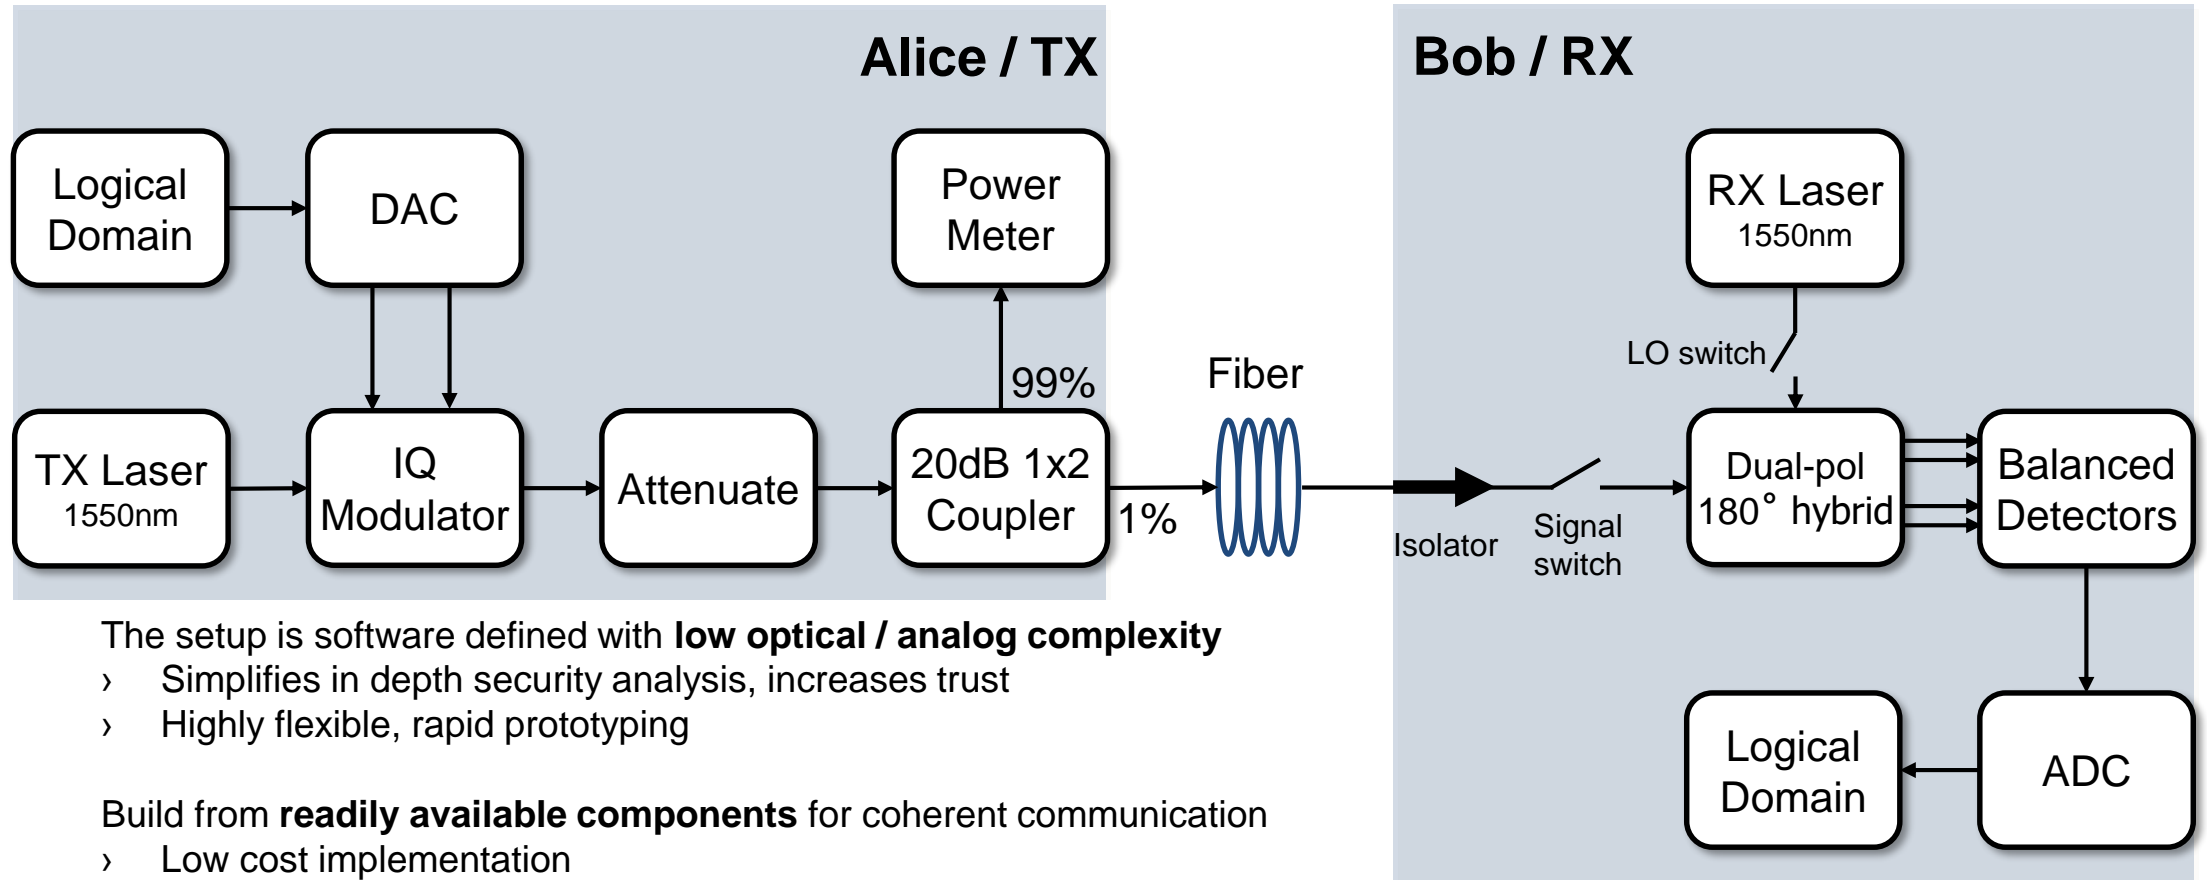 Alice / TX
Bob / RX
Logical
Domain
DAC
Power
Meter
RX Laser
1550nm
LO switch
99%
Fiber
TX Laser
1550nm
IQ
Modulator
Attenuate
20dB 1x2
Coupler
1%
Isolator
Signal
switch
Dual-pol
180° hybrid
Balanced
Detectors
Logical
Domain
ADC
The setup is software defined with low optical / analog complexity
› Simplifies in depth security analysis, increases trust
› Highly flexible, rapid prototyping
Build from readily available components for coherent communication
› Low cost implementation